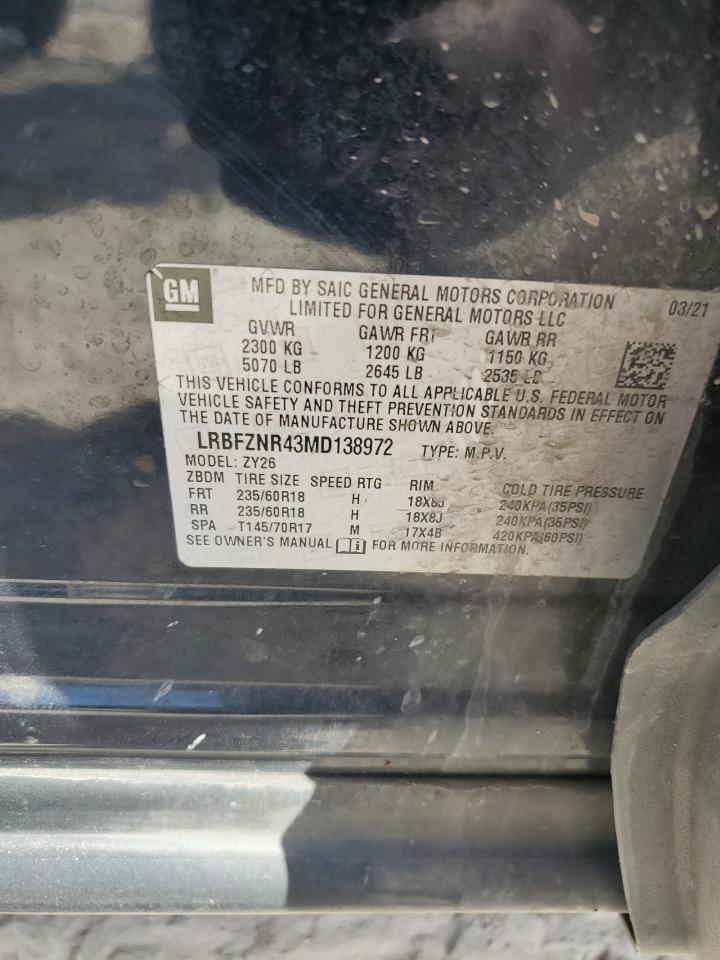 GM
MFD BY SAIC GENERAL MOTORS CORPORATION 03/21
LIMITED FOR GENERAL MOTORS LLC
GVWR GAWR FRT GAWR RR
2300 KG 1200 KG 1150 KG
5070 LB 2645 LB 2535 LB
THIS VEHICLE CONFORMS TO ALL APPLICABLE U.S. FEDERAL MOTOR
VEHICLE SAFETY AND THEFT PREVENTION STANDARDS IN EFFECT ON
THE DATE OF MANUFACTURE SHOWN ABOVE.
LRBFZNR43MD138972 TYPE: M.P.V.
MODEL: ZY26
ZBDM TIRE SIZE SPEED RTG RIM COLD TIRE PRESSURE
FRT 235/60R18 H 18X8J 240KPA(35PSI)
RR 235/60R18 H 18X8J 240KPA(35PSI)
SPA T145/70R17 M 17X4B 420KPA(60PSI)
SEE OWNER'S MANUAL i FOR MORE INFORMATION.